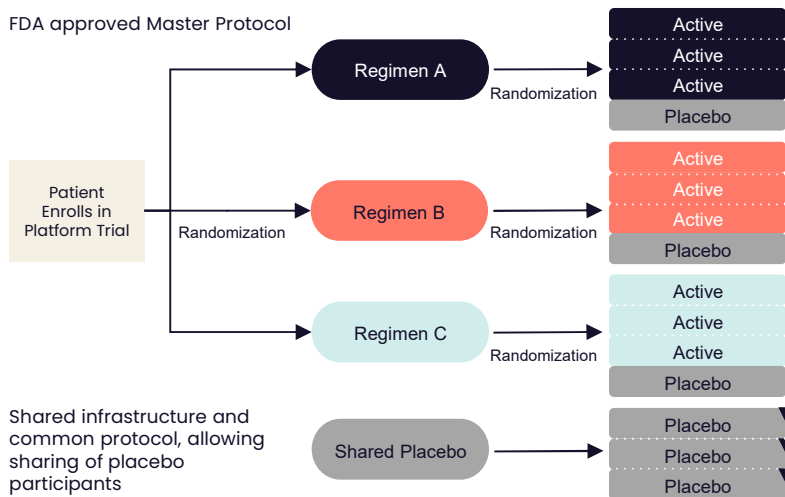 FDA approved Master Protocol
Regimen A
Randomization
Active
Active
Active
Placebo
Patient
Enrolls in
Platform Trial
Randomization
Regimen B
Randomization
Active
Active
Active
Placebo
Regimen C
Randomization
Active
Active
Active
Placebo
Shared infrastructure and
common protocol, allowing
sharing of placebo
participants
Shared Placebo
Placebo
Placebo
Placebo